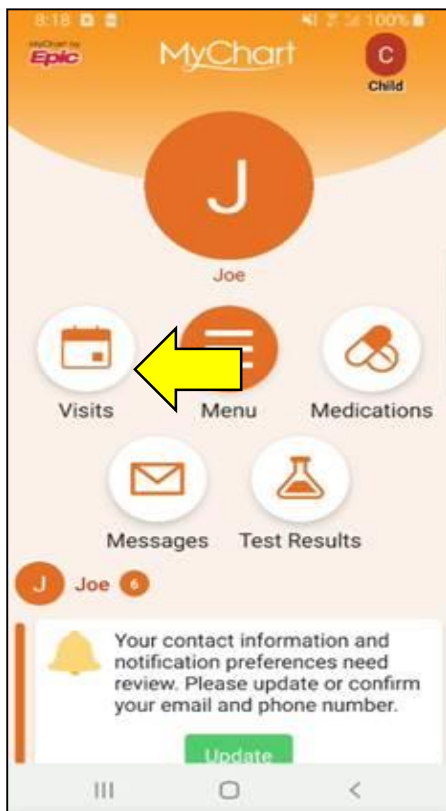 8:18 100%
MyChart by
Epic
MyChart
C
Child
J
Joe
Visits
Menu
Medications
Messages
Test Results
J Joe 6
Your contact information and
notification preferences need
review. Please update or confirm
your email and phone number.
Update